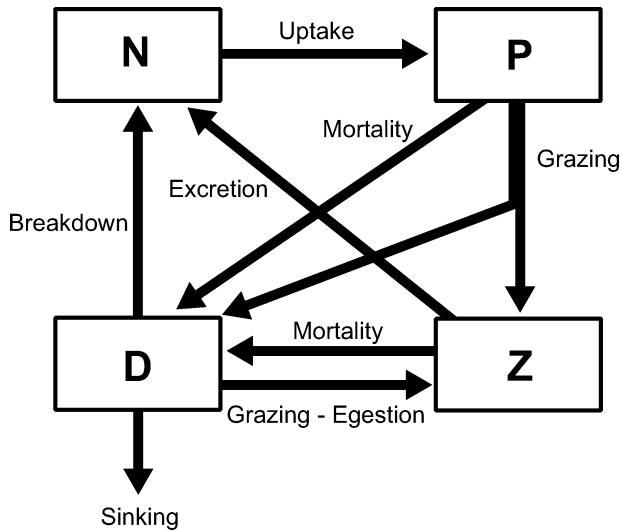 Uptake
N
P
Mortality
Grazing
Excretion
Breakdown
Mortality
D
Z
Grazing - Egestion
Sinking